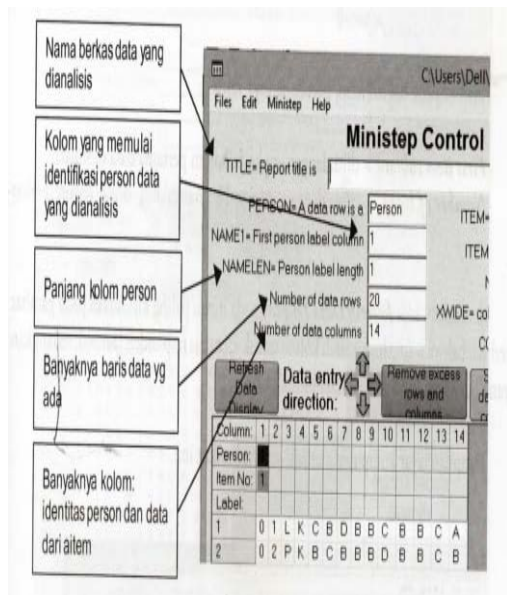 Nama berkas data yang
dianalisis
Kolom yang memulai
identifikasi person data
yang dianalisis
Panjang kolom person
Banyaknya baris data yg
ada
Banyaknya kolom:
identitas person dan data
dari aitem
C:\Users\Dell\
Files Edit Ministep Help
Ministep Control
TITLE= Report title is
PERSON= A data row is a Person ITEM=
NAME1= First person label column 1 ITEM
NAMELEN= Person label length 1
Number of data rows 20 XWIDE= col
Number of data columns 14
Refresh
Data
Display
Data entry
direction:
Remove excess
rows and
columns
Column: 1 2 3 4 5 6 7 8 9 10 11 12 13 14
Person:
Item No: 1
Label:
1 0 1 L K C B D B B C B B C A
2 0 2 P K B C B B B D B B C B